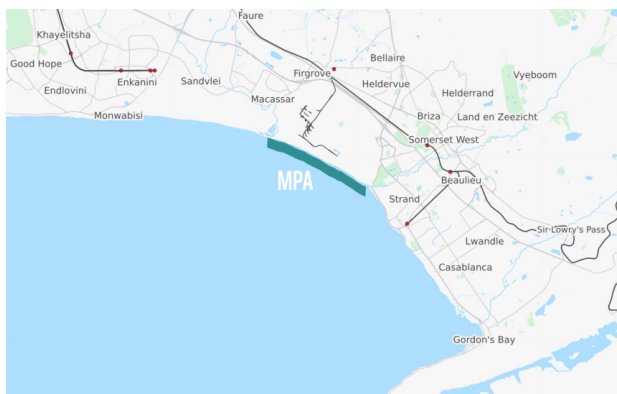 Faure
Khayelitsha
Bellaire
Good Hope
Firgrove
Vyeboom
Enkanini
Sandvlei
Heldervue
Endlovini
Helderrand
Macassar
Monwabisi
Briza
Land en Zeezicht
Somerset West
MPA
Beaulieu
Strand
Sir Lowry's Pass
Lwandle
Casablanca
Gordon's Bay